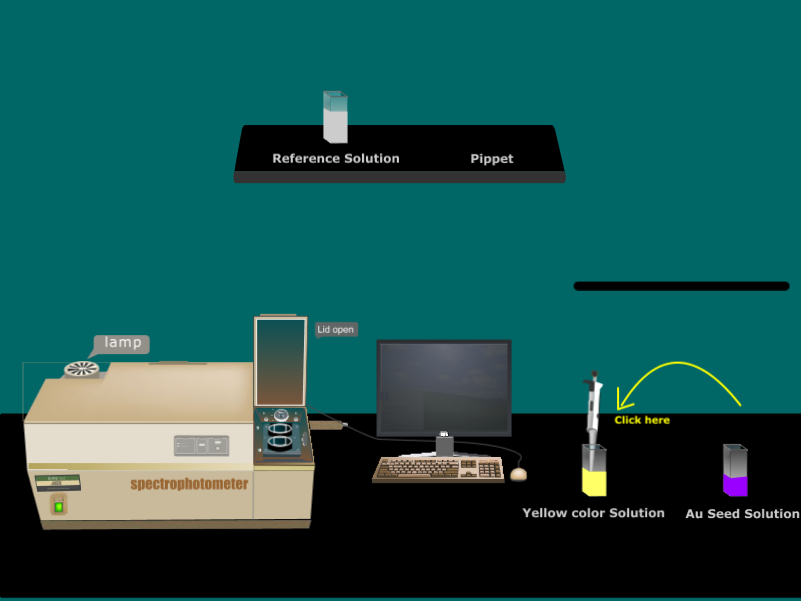 Reference Solution
Pippet
Lid open
lamp
Click here
spectrophotometer
Yellow color Solution
Au Seed Solution